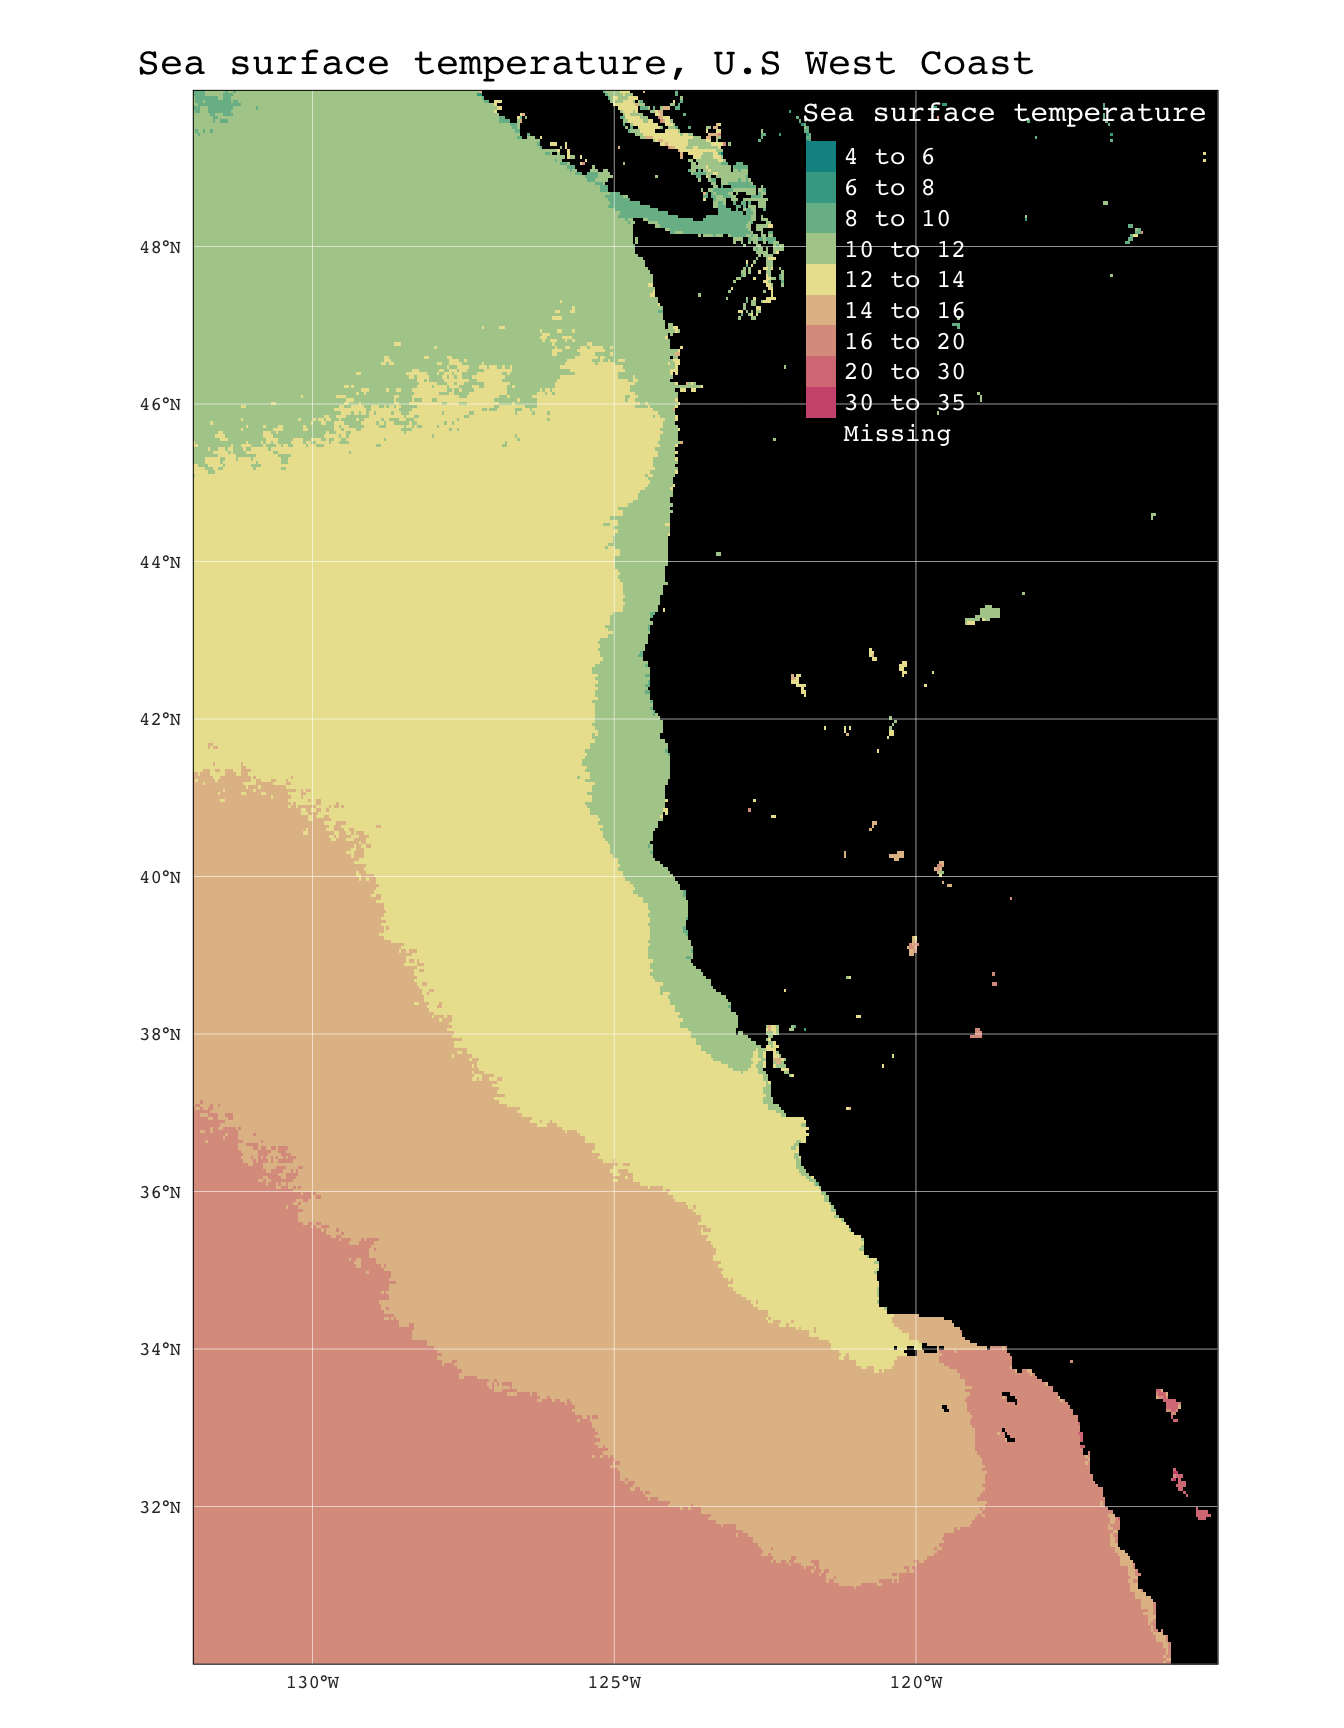 Sea surface temperature, U.S West Coast
Sea surface temperature
4 to 6
6 to 8
8 to 10
10 to 12
12 to 14
14 to 16
16 to 20
20 to 30
30 to 35
Missing
48°N
46°N
44°N
42°N
40°N
38°N
36°N
34°N
32°N
130°W 125°W 120°W